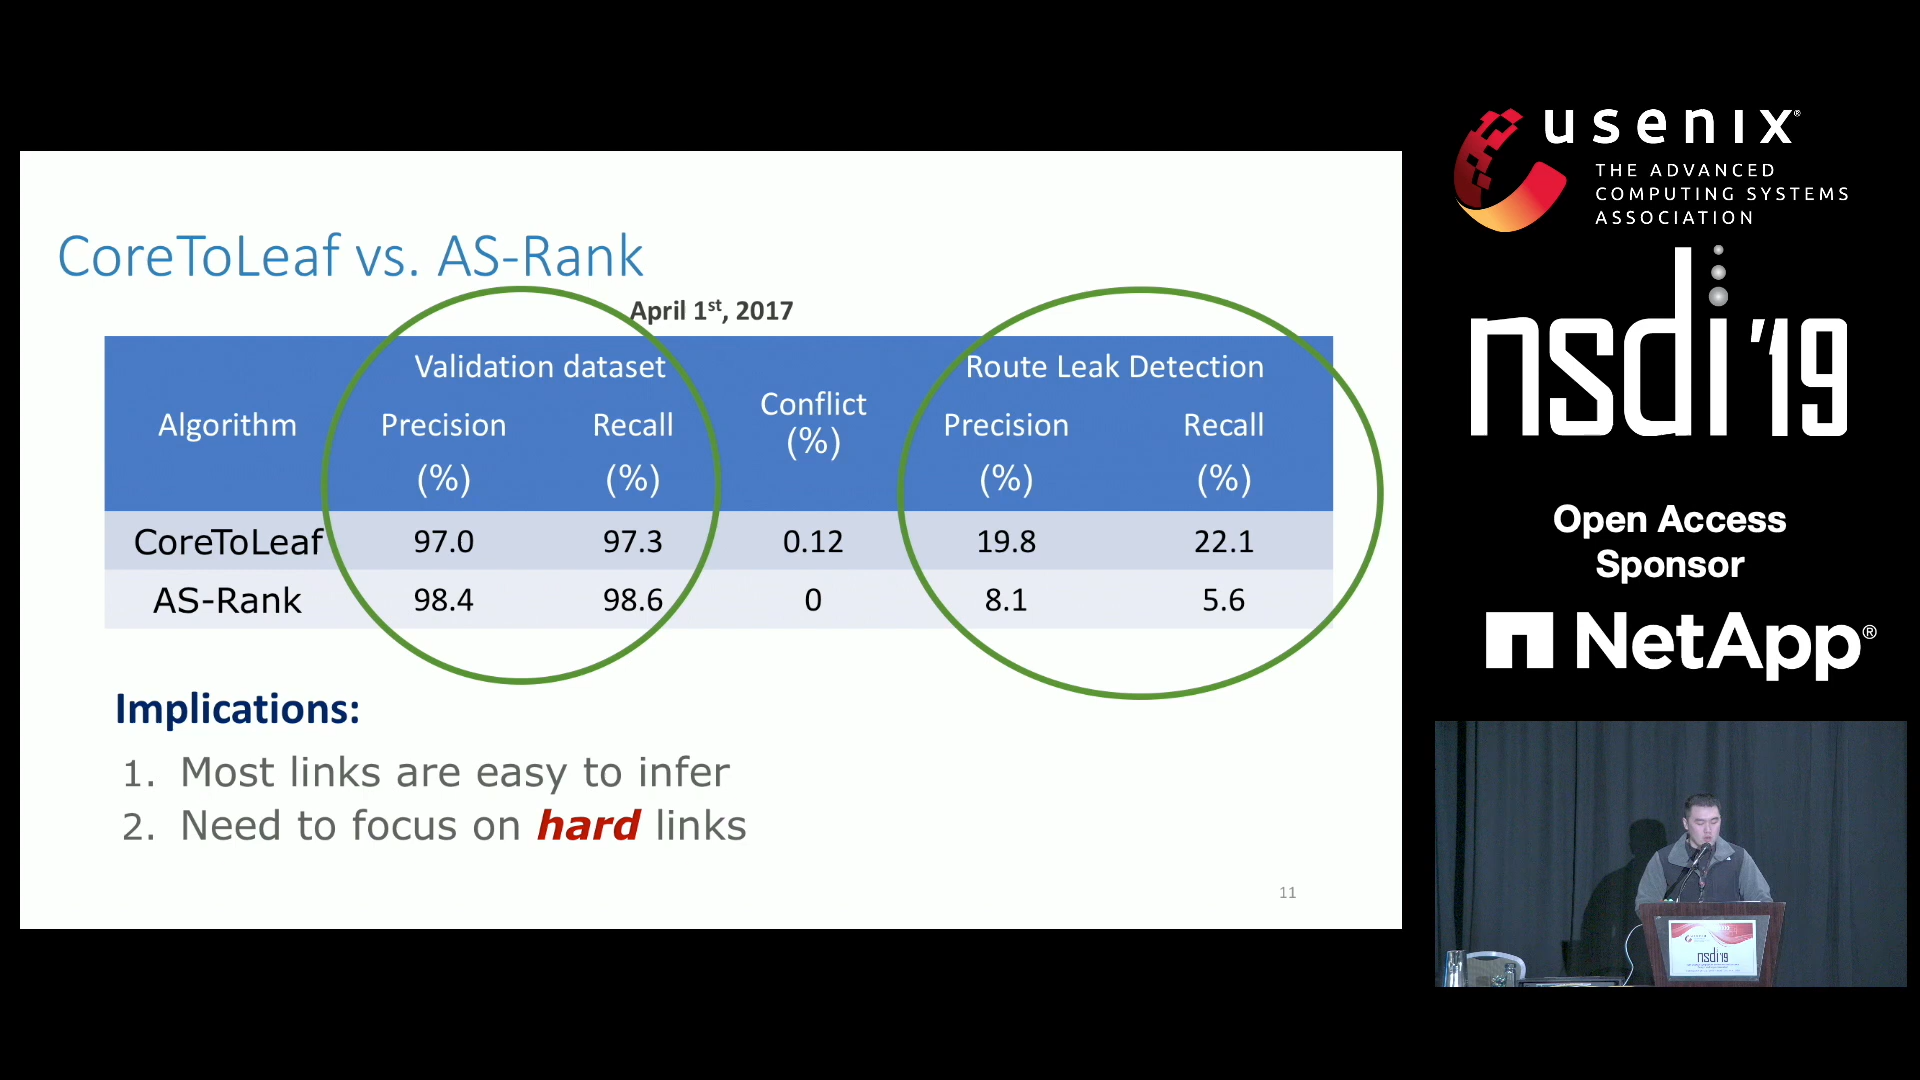 CoreToLeaf vs. AS-Rank
April 1st, 2017
Validation dataset
Route Leak Detection
Algorithm
Precision
(%)
Recall
(%)
Conflict
(%)
Precision
(%)
Recall
(%)
CoreToLeaf 97.0 97.3 0.12 19.8 22.1
AS-Rank 98.4 98.6 0 8.1 5.6
Implications:
1. Most links are easy to infer
2. Need to focus on hard links
11
usenix®
THE ADVANCED
COMPUTING SYSTEMS
ASSOCIATION
nsdi '19
Open Access
Sponsor
NetApp®
nsdi'19